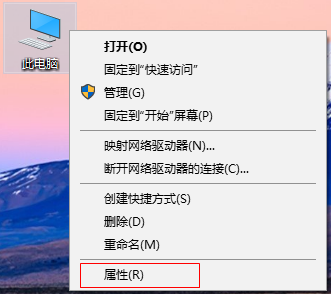 此电脑
打开(O)
固定到“快速访问”
管理(G)
固定到“开始”屏幕(P)
映射网络驱动器(N)...
断开网络驱动器的连接(C)...
创建快捷方式(S)
删除(D)
重命名(M)
属性(R)